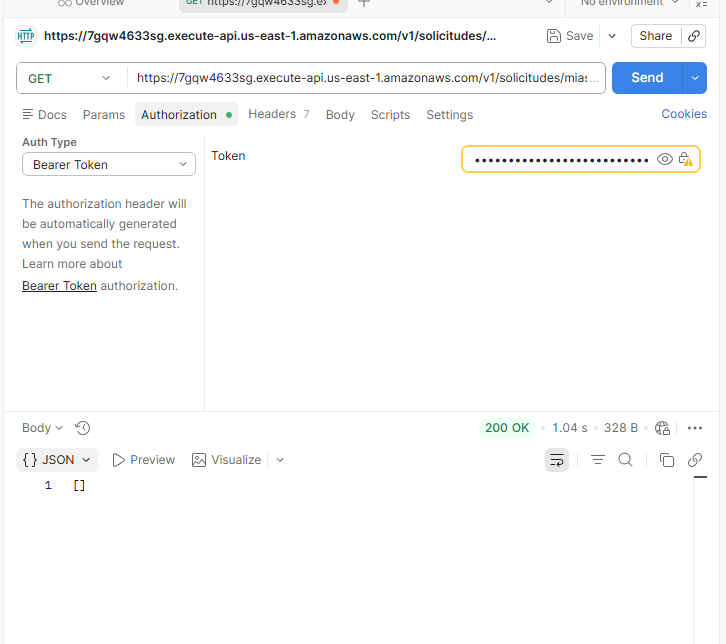 Overview
GET https://7gqw4633sg.ex
No environment
HTTP https://7gqw4633sg.execute-api.us-east-1.amazonaws.com/v1/solicitudes/...
Save
Share
GET
https://7gqw4633sg.execute-api.us-east-1.amazonaws.com/v1/solicitudes/mias...
Send
Docs
Params
Authorization
Headers 7
Body
Scripts
Settings
Cookies
Auth Type
Bearer Token
The authorization header will
be automatically generated
when you send the request.
Learn more about
Bearer Token authorization.
Token
••••••••••••••••••••••••••
Body
200 OK • 1.04 s • 328 B
{} JSON
Preview
Visualize
1 []